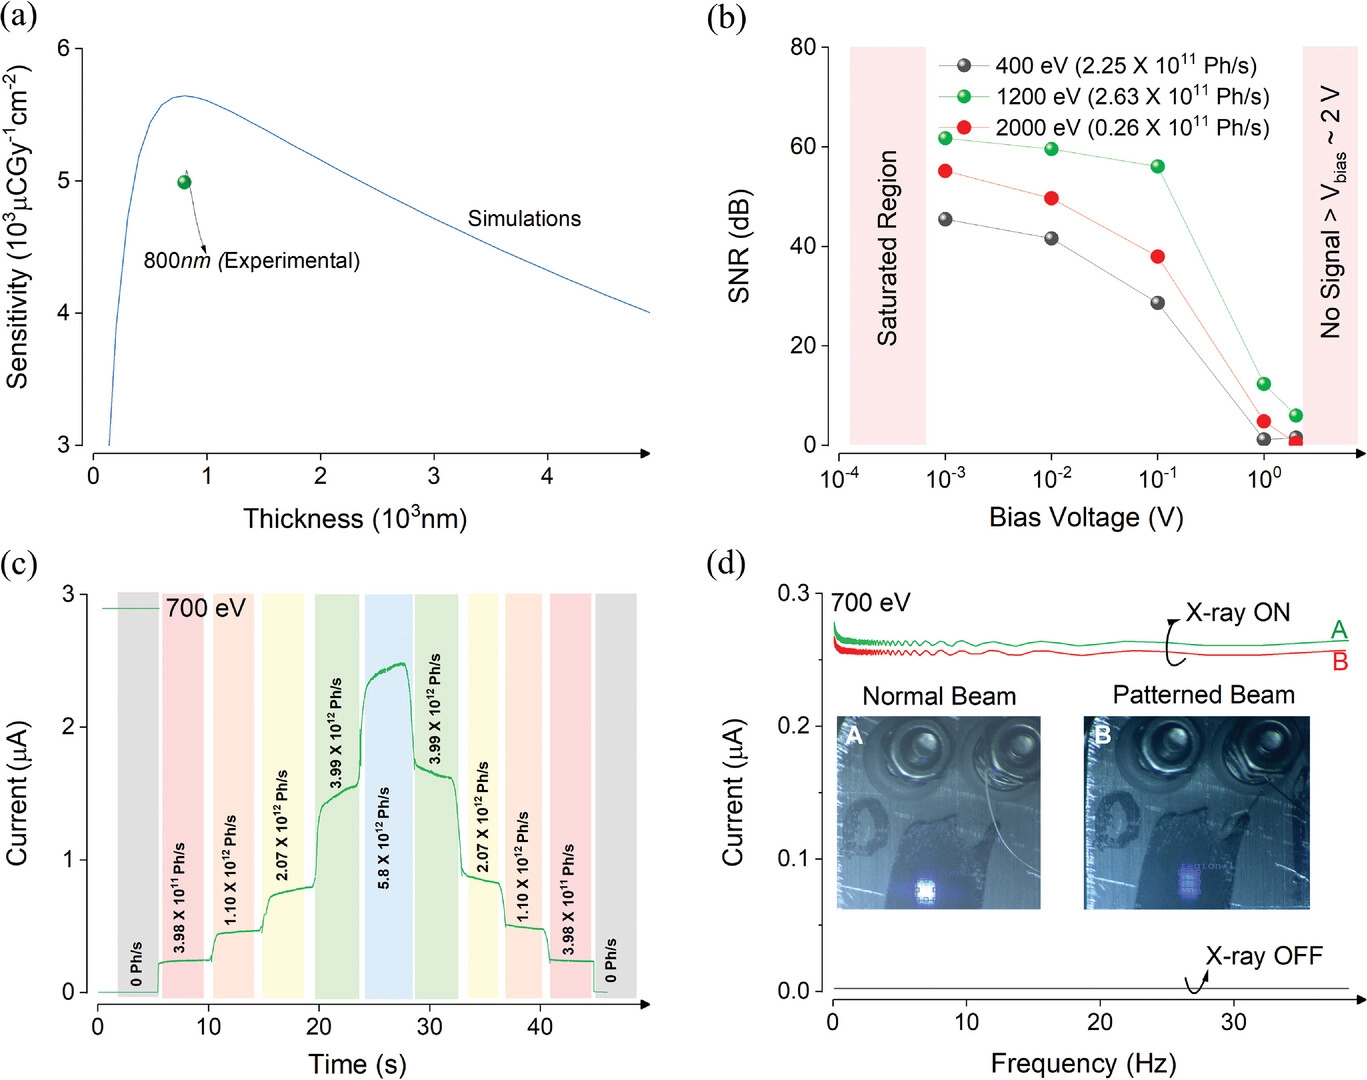 (a)
6
5
4
3
Sensitivity (10³μCGy⁻¹cm⁻²)
Simulations
800nm (Experimental)
0 1 2 3 4
Thickness (10³nm)
(b)
80
60
40
20
0
SNR (dB)
400 eV (2.25 X 10¹¹ Ph/s)
1200 eV (2.63 X 10¹¹ Ph/s)
2000 eV (0.26 X 10¹¹ Ph/s)
Saturated Region
No Signal > V_bias ~ 2 V
10⁻⁴ 10⁻³ 10⁻² 10⁻¹ 10⁰
Bias Voltage (V)
(c)
3
2
1
0
Current (μA)
700 eV
0 Ph/s
3.98 X 10¹¹ Ph/s
1.10 X 10¹² Ph/s
2.07 X 10¹² Ph/s
3.99 X 10¹² Ph/s
5.8 X 10¹² Ph/s
3.99 X 10¹² Ph/s
2.07 X 10¹² Ph/s
1.10 X 10¹² Ph/s
3.98 X 10¹¹ Ph/s
0 Ph/s
0 10 20 30 40
Time (s)
(d)
0.3
0.2
0.1
0.0
Current (μA)
700 eV
X-ray ON
A
B
Normal Beam
Patterned Beam
A
B
region-1
X-ray OFF
0 10 20 30
Frequency (Hz)